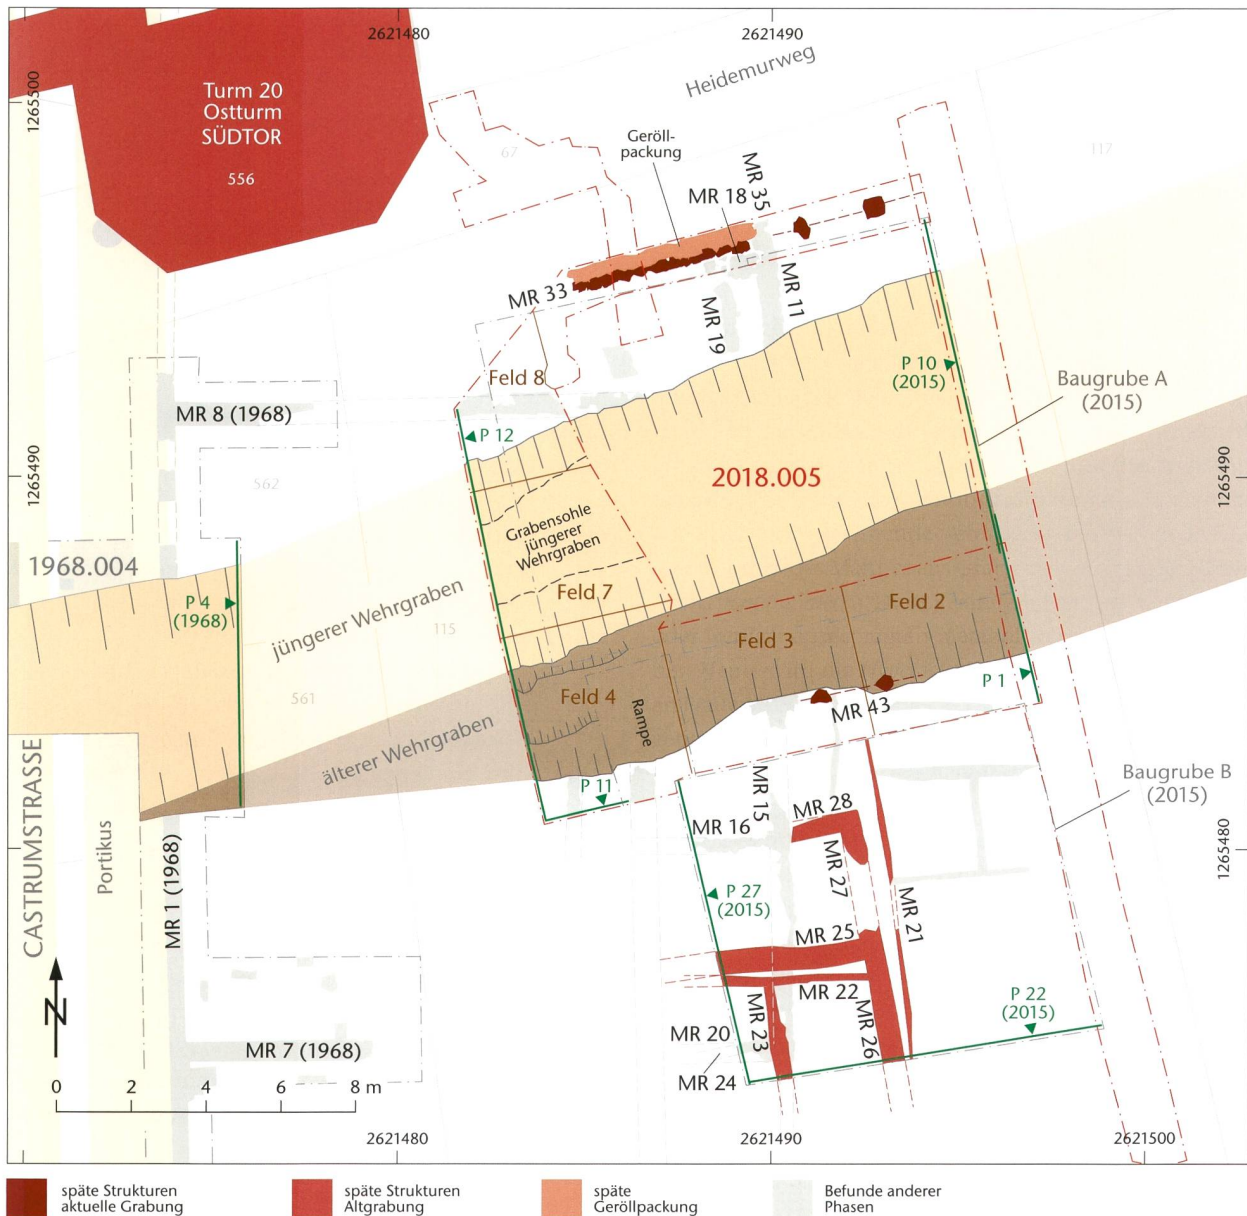 2621480
2621490
Heidemurweg
1265500
Turm 20
Ostturm
SÜDTOR
556
67
117
Geröll-
packung
MR 35
MR 18
MR 33
MR 11
MR 19
Feld 8
P 10
(2015)
Baugrube A
(2015)
MR 8 (1968)
P 12
1265490
562
2018.005
1265490
Grabensohle
jüngerer
Wehrgraben
1968.004
Feld 7
P 4
(1968)
jüngerer Wehrgraben
115
561
Feld 2
Feld 3
Feld 4
Rampe
P 1
MR 43
älterer Wehrgraben
P 11
CASTRUMSTRASSE
Portikus
MR 1 (1968)
MR 15
MR 28
MR 16
MR 27
Baugrube B
(2015)
1265480
P 27
(2015)
MR 21
MR 25
MR 22
MR 23
MR 26
P 22
(2015)
MR 20
MR 24
MR 7 (1968)
N
0 2 4 6 8 m
2621480
2621490
2621500
späte Strukturen
aktuelle Grabung
späte Strukturen
Altgrabung
späte
Geröllpackung
Befunde anderer
Phasen